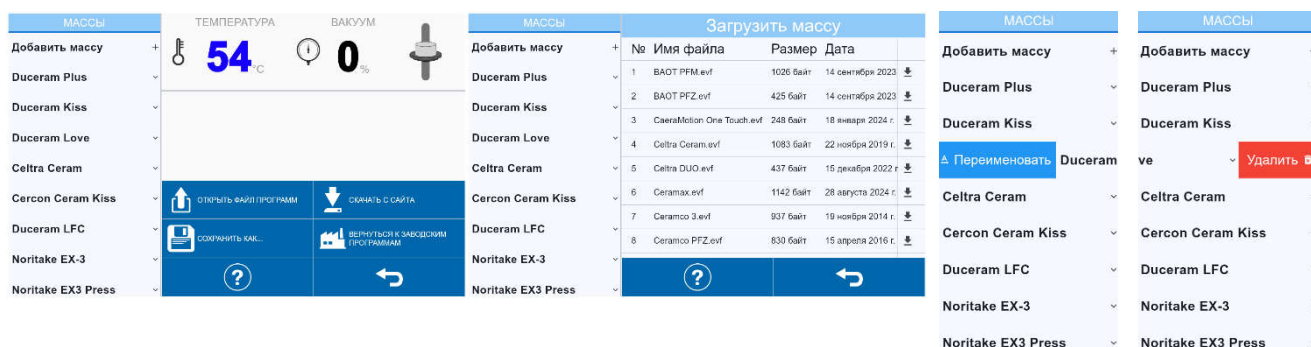 МАССЫ
Добавить массу +
Duceram Plus
Duceram Kiss
Duceram Love
Celtra Ceram
Cercon Ceram Kiss
Duceram LFC
Noritake EX-3
Noritake EX3 Press
ТЕМПЕРАТУРА ВАКУУМ
54 °C 0 %
ОТКРЫТЬ ФАЙЛ ПРОГРАММ
СКАЧАТЬ С САЙТА
СОХРАНИТЬ КАК...
ВЕРНУТЬСЯ К ЗАВОДСКИМ
ПРОГРАММАМ
?
МАССЫ
Добавить массу +
Duceram Plus
Duceram Kiss
Duceram Love
Celtra Ceram
Cercon Ceram Kiss
Duceram LFC
Noritake EX-3
Noritake EX3 Press
Загрузить массу
№ Имя файла Размер Дата
1 BAOT PFM.evf 1026 байт 14 сентября 2023
2 BAOT PFZ.evf 425 байт 14 сентября 2023
3 CaeraMotion One Touch.evf 248 байт 18 января 2024 г.
4 Celtra Ceram.evf 1083 байт 22 ноября 2019 г.
5 Celtra DUO.evf 437 байт 15 декабря 2022 г
6 Ceramax.evf 1142 байт 28 августа 2024 г.
7 Ceramco 3.evf 937 байт 19 ноября 2014 г.
8 Ceramco PFZ.evf 830 байт 15 апреля 2016 г.
?
МАССЫ
Добавить массу +
Duceram Plus
Duceram Kiss
Переименовать Duceram
Celtra Ceram
Cercon Ceram Kiss
Duceram LFC
Noritake EX-3
Noritake EX3 Press
МАССЫ
Добавить массу
Duceram Plus
Duceram Kiss
ve Удалить
Celtra Ceram
Cercon Ceram Kiss
Duceram LFC
Noritake EX-3
Noritake EX3 Press